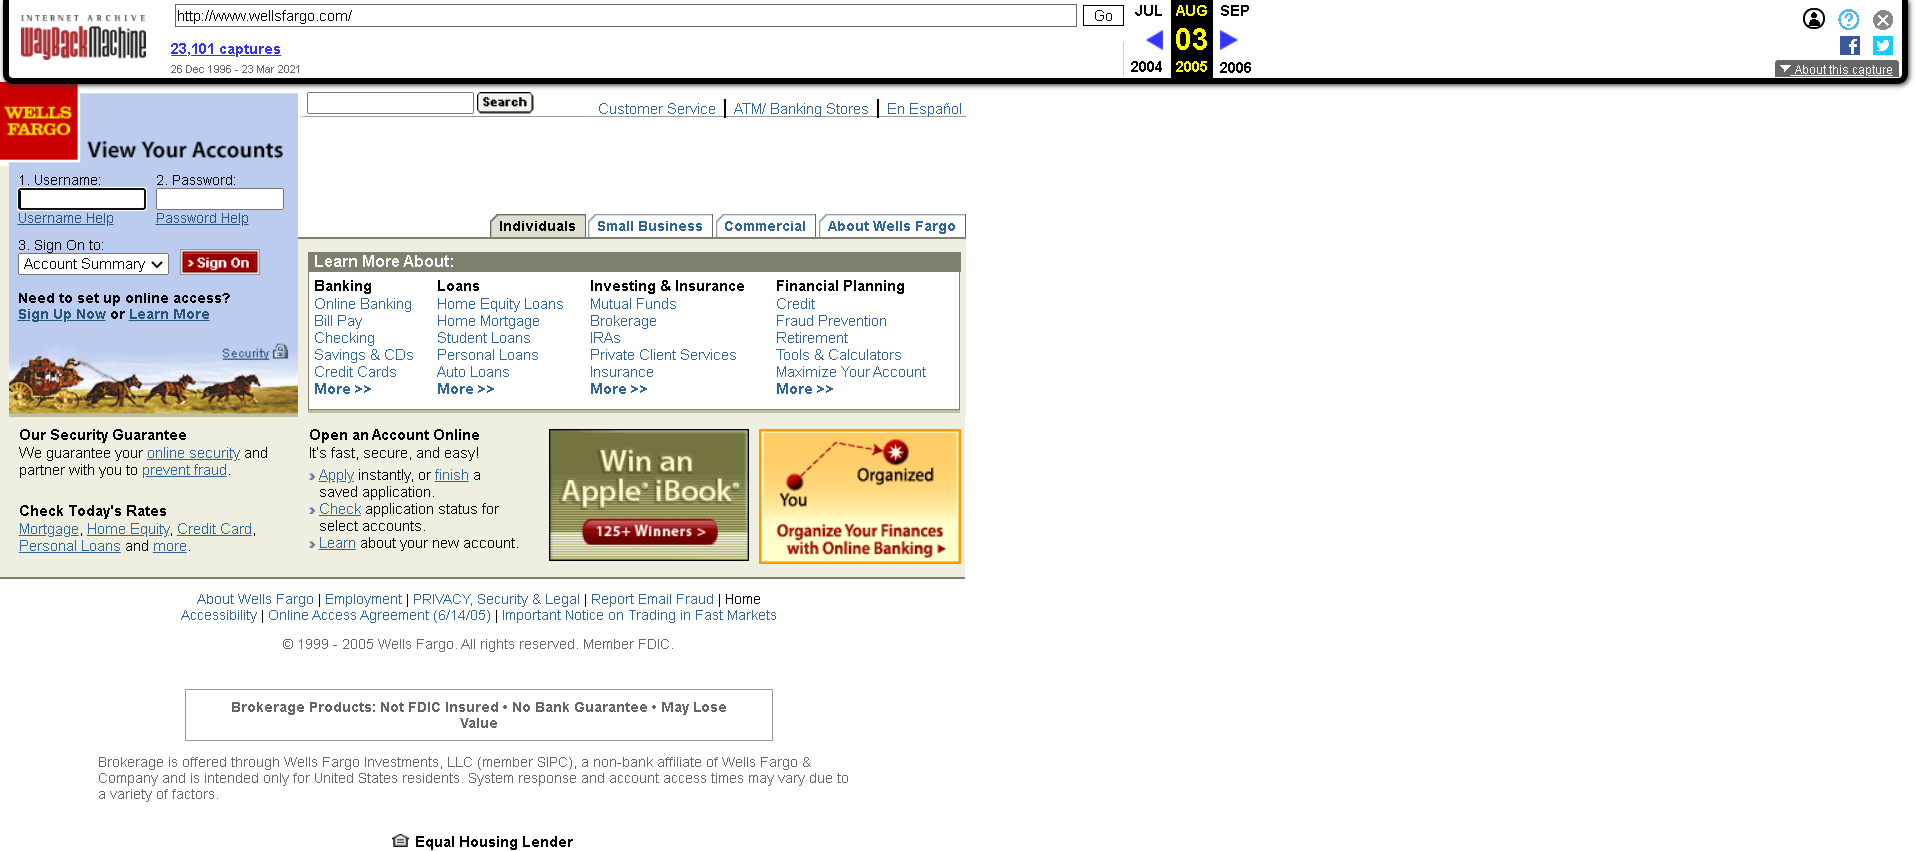 INTERNET ARCHIVE
WayBackMachine
http://www.wellsfargo.com/
Go
JUL AUG SEP
23,101 captures
03
26 Dec 1996 - 23 Mar 2021
2004 2005 2006
About this capture
WELLS
FARGO
View Your Accounts
1. Username:
2. Password:
Username Help
Password Help
3. Sign On to:
Account Summary
Sign On
Need to set up online access?
Sign Up Now or Learn More
Security
Search
Customer Service
ATM/ Banking Stores
En Español
Individuals
Small Business
Commercial
About Wells Fargo
Learn More About:
Banking
Online Banking
Bill Pay
Checking
Savings & CDs
Credit Cards
More >>
Loans
Home Equity Loans
Home Mortgage
Student Loans
Personal Loans
Auto Loans
More >>
Investing & Insurance
Mutual Funds
Brokerage
IRAs
Private Client Services
Insurance
More >>
Financial Planning
Credit
Fraud Prevention
Retirement
Tools & Calculators
Maximize Your Account
More >>
Our Security Guarantee
We guarantee your online security and
partner with you to prevent fraud.
Check Today's Rates
Mortgage, Home Equity, Credit Card,
Personal Loans and more.
Open an Account Online
It's fast, secure, and easy!
Apply instantly, or finish a
saved application.
Check application status for
select accounts.
Learn about your new account.
Win an
Apple® iBook®
125+ Winners >
You
Organized
Organize Your Finances
with Online Banking
About Wells Fargo | Employment | PRIVACY, Security & Legal | Report Email Fraud | Home
Accessibility | Online Access Agreement (6/14/05) | Important Notice on Trading in Fast Markets
© 1999 - 2005 Wells Fargo. All rights reserved. Member FDIC.
Brokerage Products: Not FDIC Insured • No Bank Guarantee • May Lose
Value
Brokerage is offered through Wells Fargo Investments, LLC (member SIPC), a non-bank affiliate of Wells Fargo &
Company and is intended only for United States residents. System response and account access times may vary due to
a variety of factors.
Equal Housing Lender